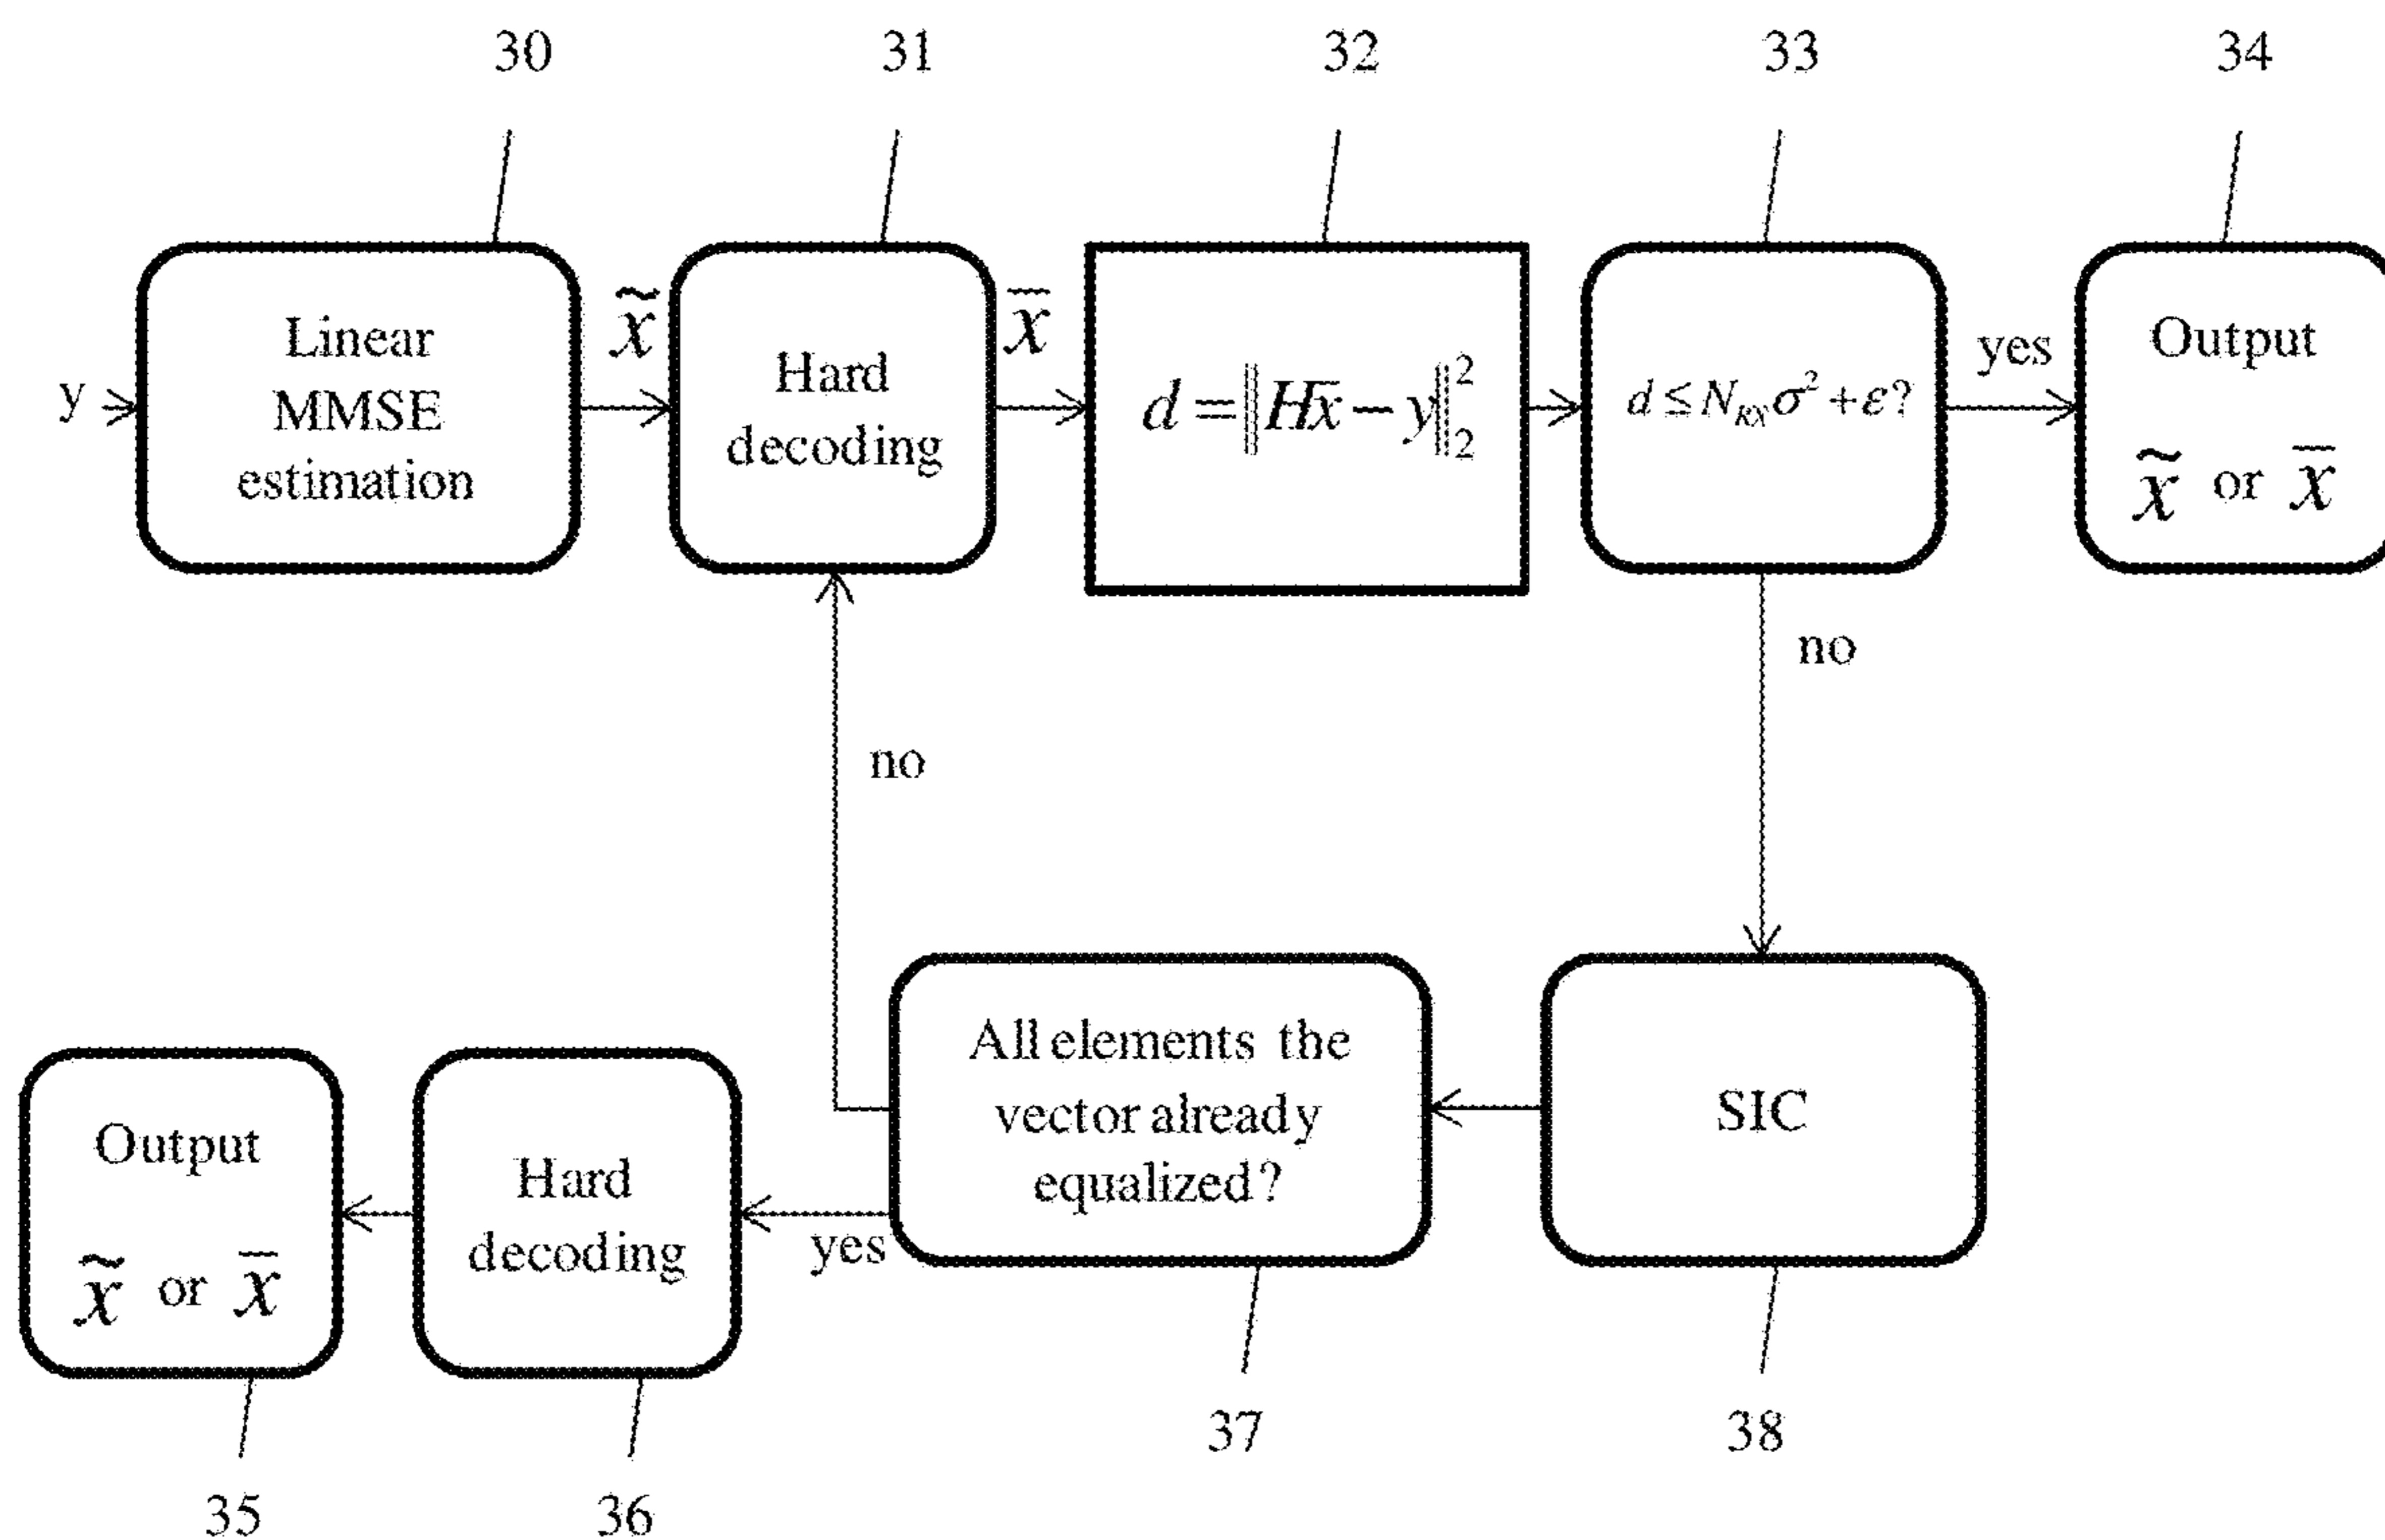 30
31
32
33
34
y
Linear
MMSE
estimation
x̃
Hard
decoding
x̄
d = ‖Hx̄ − y‖₂²
d ≤ N_RX σ² + ε?
yes
Output
x̃ or x̄
no
no
All elements the
vector already
equalized?
SIC
Output
x̃ or x̄
Hard
decoding
yes
37
38
35
36